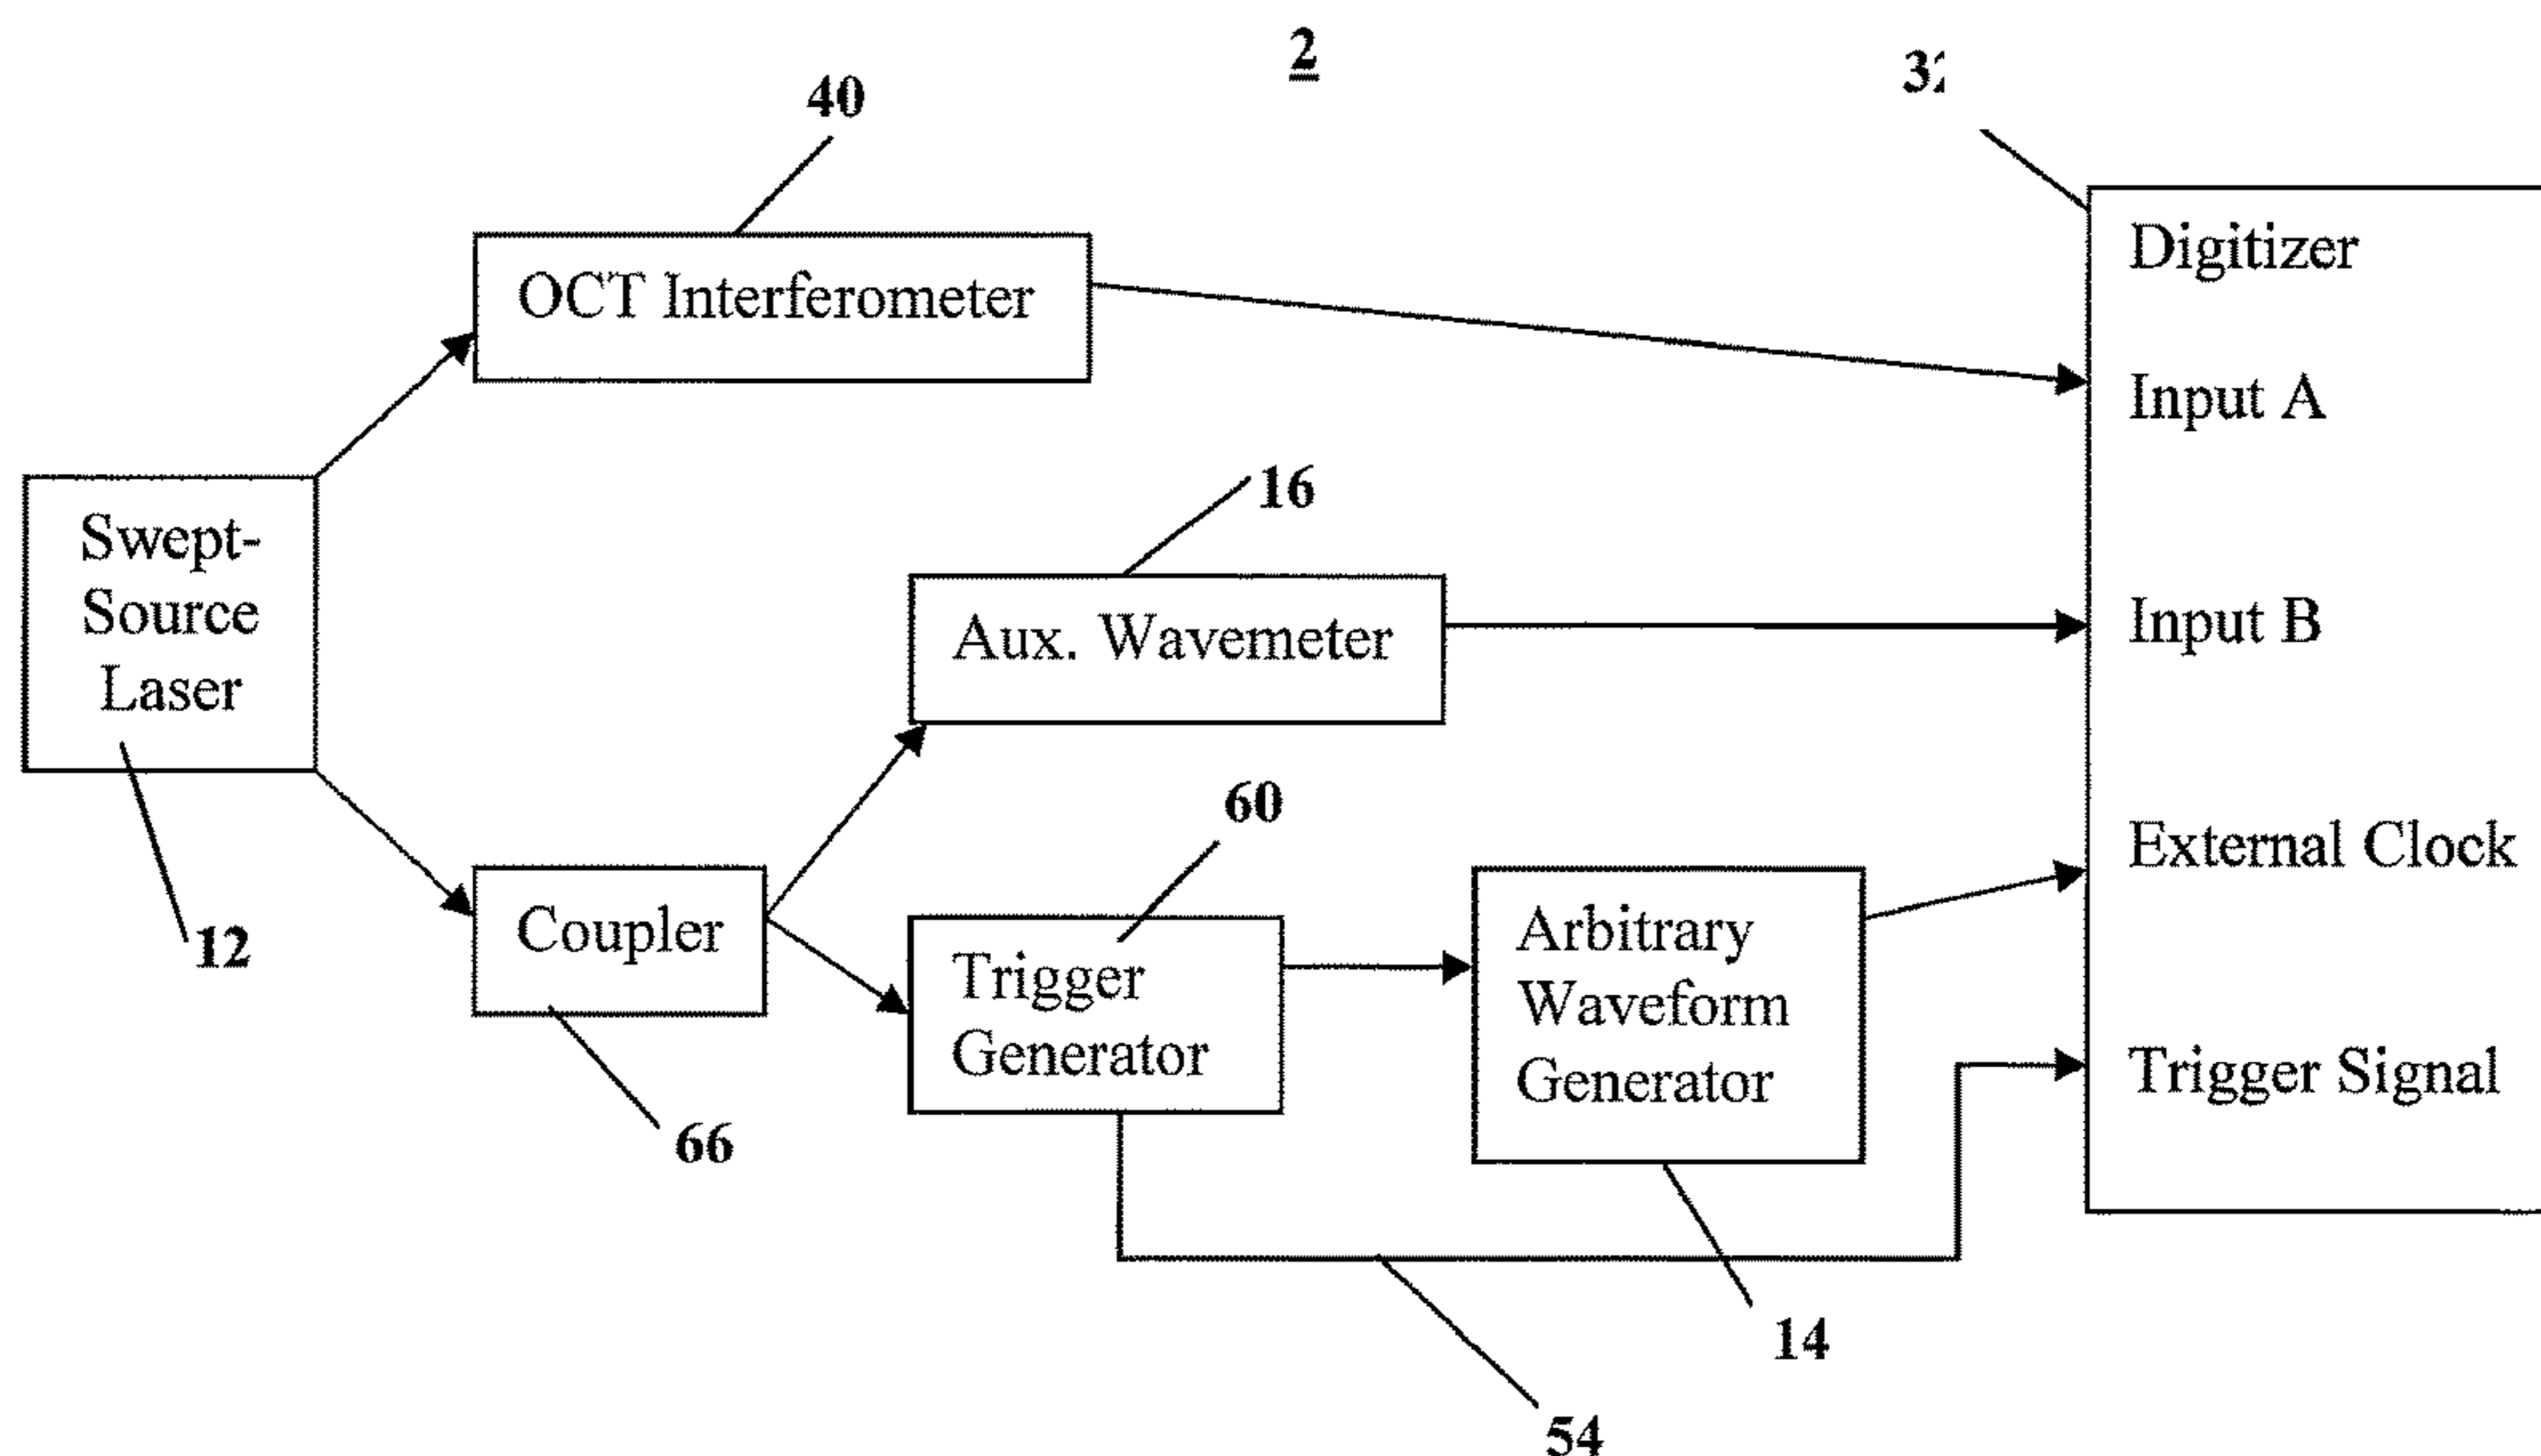 2
40
OCT Interferometer
Digitizer
Input A
Swept-
Source
Laser
12
16
Aux. Wavemeter
Input B
60
Coupler
66
Trigger
Generator
Arbitrary
Waveform
Generator
External Clock
Trigger Signal
14
54